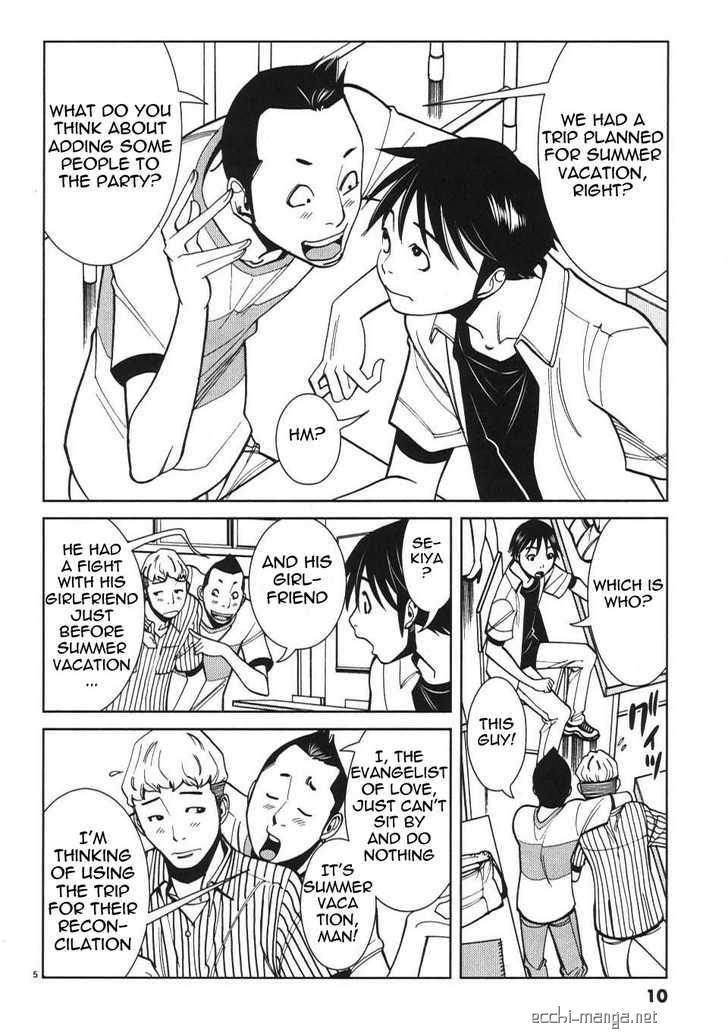 WE HAD A
TRIP PLANNED
FOR SUMMER
VACATION,
RIGHT?
WHAT DO YOU
THINK ABOUT
ADDING SOME
PEOPLE TO
THE PARTY?
HM?
WHICH IS
WHO?
THIS
GUY!
グイッ
SE-
KIYA
?
AND HIS
GIRL-
FRIEND
HE HAD
A FIGHT
WITH HIS
GIRLFRIEND
JUST
BEFORE
SUMMER
VACATION
...
I, THE
EVANGELIST
OF LOVE,
JUST CAN'T
SIT BY
AND DO
NOTHING
IT'S
SUMMER
VACA
TION,
MAN!
I'M
THINKING
OF USING
THE TRIP
FOR THEIR
RECON-
CILATION
5
10
ecchi-manga.net